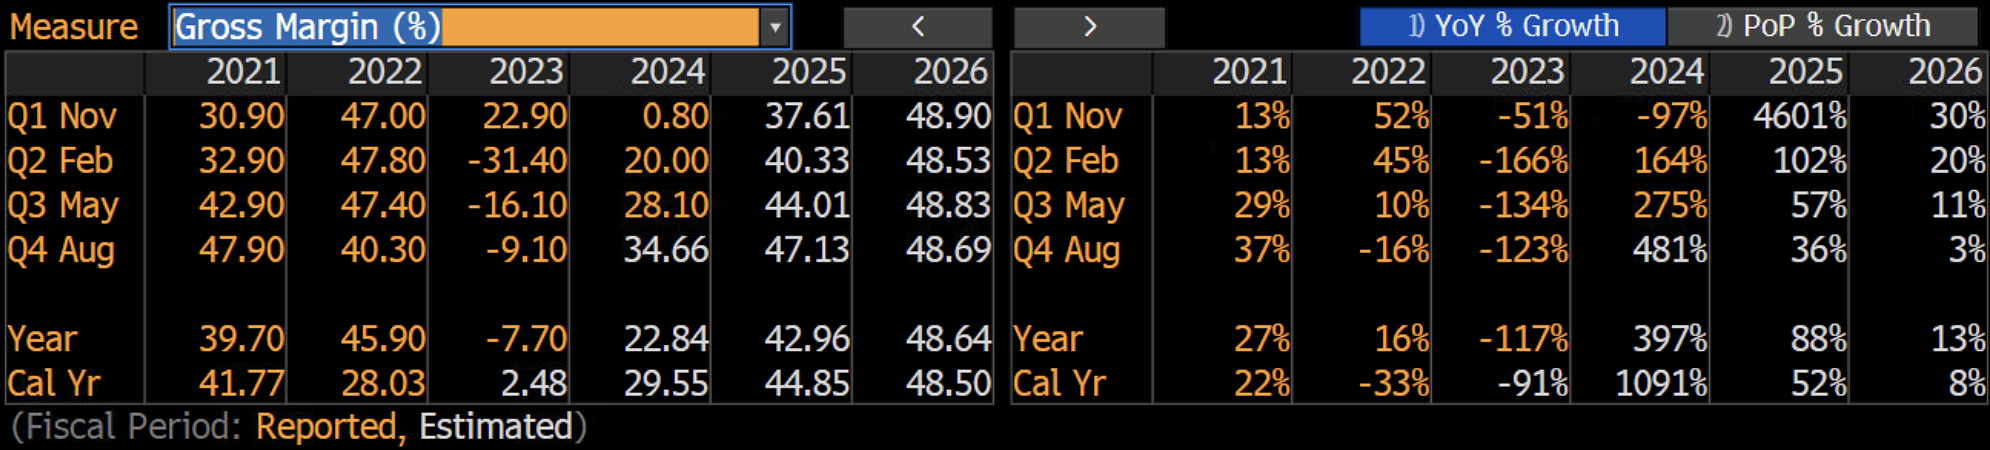 Measure Gross Margin (%) < > 1) YoY % Growth 2) PoP % Growth
2021 2022 2023 2024 2025 2026 2021 2022 2023 2024 2025 2026
Q1 Nov 30.90 47.00 22.90 0.80 37.61 48.90 Q1 Nov 13% 52% -51% -97% 4601% 30%
Q2 Feb 32.90 47.80 -31.40 20.00 40.33 48.53 Q2 Feb 13% 45% -166% 164% 102% 20%
Q3 May 42.90 47.40 -16.10 28.10 44.01 48.83 Q3 May 29% 10% -134% 275% 57% 11%
Q4 Aug 47.90 40.30 -9.10 34.66 47.13 48.69 Q4 Aug 37% -16% -123% 481% 36% 3%
Year 39.70 45.90 -7.70 22.84 42.96 48.64 Year 27% 16% -117% 397% 88% 13%
Cal Yr 41.77 28.03 2.48 29.55 44.85 48.50 Cal Yr 22% -33% -91% 1091% 52% 8%
(Fiscal Period: Reported, Estimated)